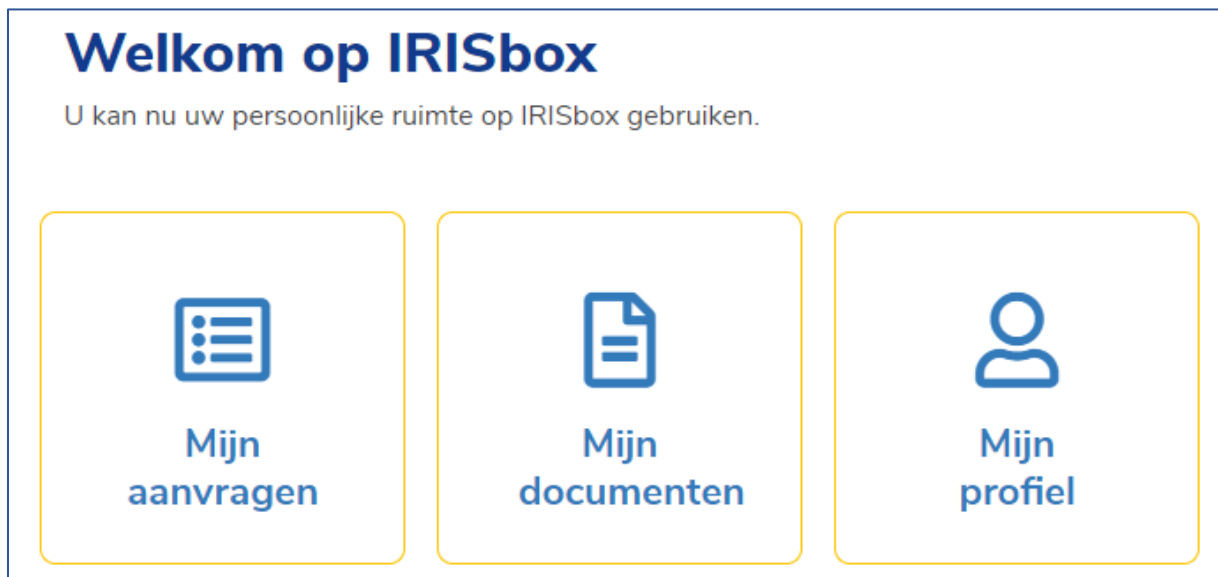 Welkom op IRISbox
U kan nu uw persoonlijke ruimte op IRISbox gebruiken.
Mijn
aanvragen
Mijn
documenten
Mijn
profiel